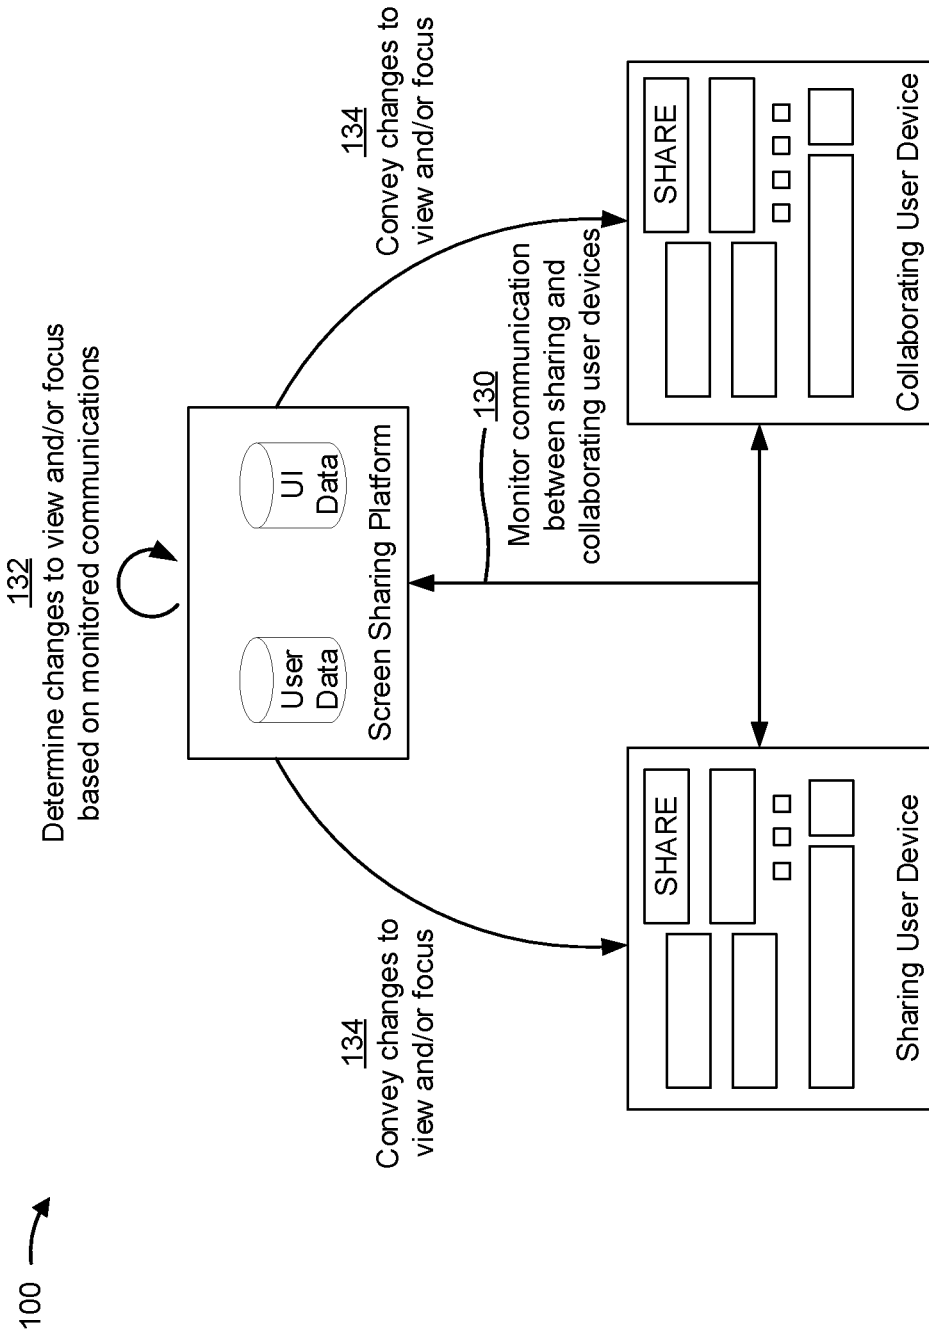 100
132
Determine changes to view and/or focus
based on monitored communications
134
Convey changes to
view and/or focus
134
Convey changes to
view and/or focus
User
Data
UI
Data
Screen Sharing Platform
130
Monitor communication
between sharing and
collaborating user devices
SHARE
Sharing User Device
SHARE
Collaborating User Device